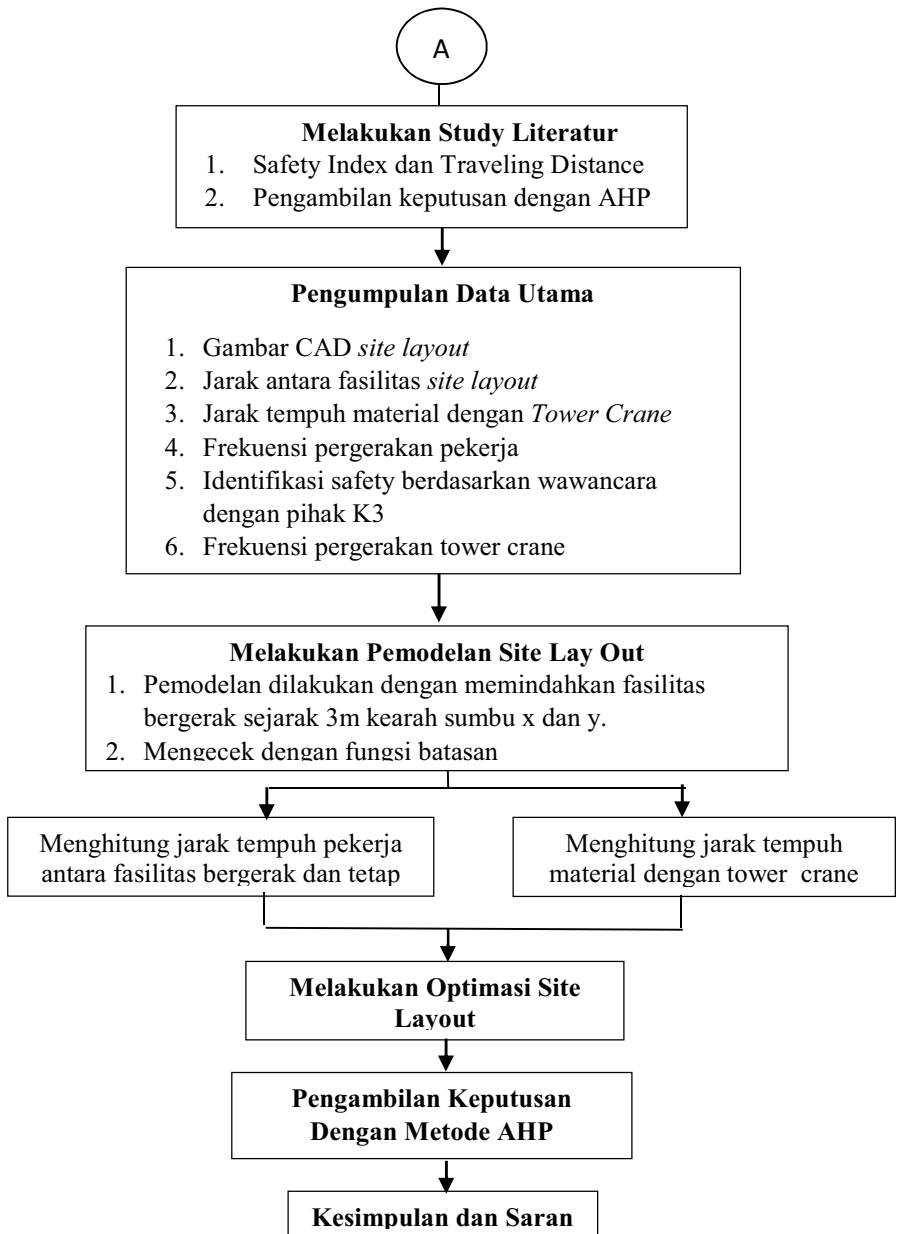 A
Melakukan Study Literatur
1. Safety Index dan Traveling Distance
2. Pengambilan keputusan dengan AHP
Pengumpulan Data Utama
1. Gambar CAD site layout
2. Jarak antara fasilitas site layout
3. Jarak tempuh material dengan Tower Crane
4. Frekuensi pergerakan pekerja
5. Identifikasi safety berdasarkan wawancara
dengan pihak K3
6. Frekuensi pergerakan tower crane
Melakukan Pemodelan Site Lay Out
1. Pemodelan dilakukan dengan memindahkan fasilitas
bergerak sejarak 3m kearah sumbu x dan y.
2. Mengecek dengan fungsi batasan
Menghitung jarak tempuh pekerja
antara fasilitas bergerak dan tetap
Menghitung jarak tempuh
material dengan tower crane
Melakukan Optimasi Site
Layout
Pengambilan Keputusan
Dengan Metode AHP
Kesimpulan dan Saran